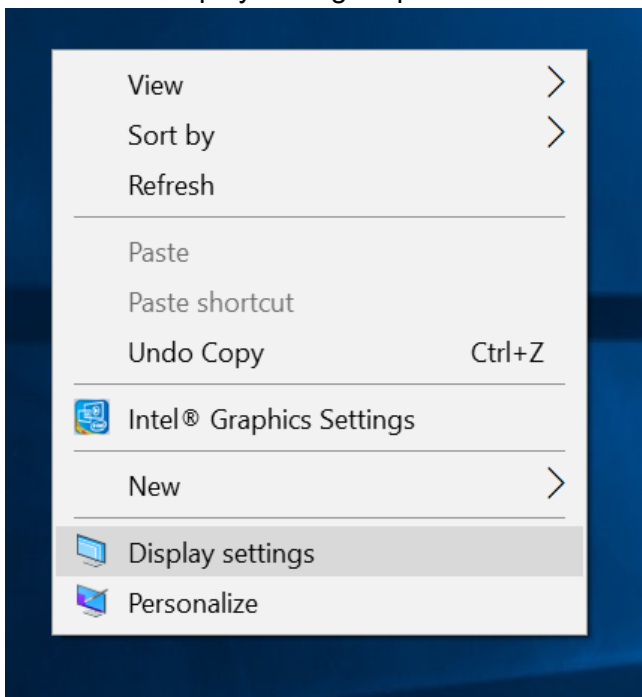 View
Sort by
Refresh
Paste
Paste shortcut
Undo Copy Ctrl+Z
Intel® Graphics Settings
New
Display settings
Personalize